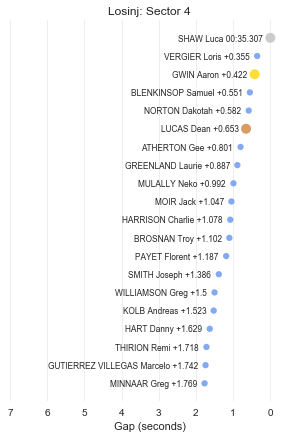 Losinj: Sector 4
SHAW Luca 00:35.307
VERGIER Loris +0.355
GWIN Aaron +0.422
BLENKINSOP Samuel +0.551
NORTON Dakotah +0.582
LUCAS Dean +0.653
ATHERTON Gee +0.801
GREENLAND Laurie +0.887
MULALLY Neko +0.992
MOIR Jack +1.047
HARRISON Charlie +1.078
BROSNAN Troy +1.102
PAYET Florent +1.187
SMITH Joseph +1.386
WILLIAMSON Greg +1.5
KOLB Andreas +1.523
HART Danny +1.629
THIRION Remi +1.718
GUTIERREZ VILLEGAS Marcelo +1.742
MINNAAR Greg +1.769
7 6 5 4 3 2 1 0
Gap (seconds)